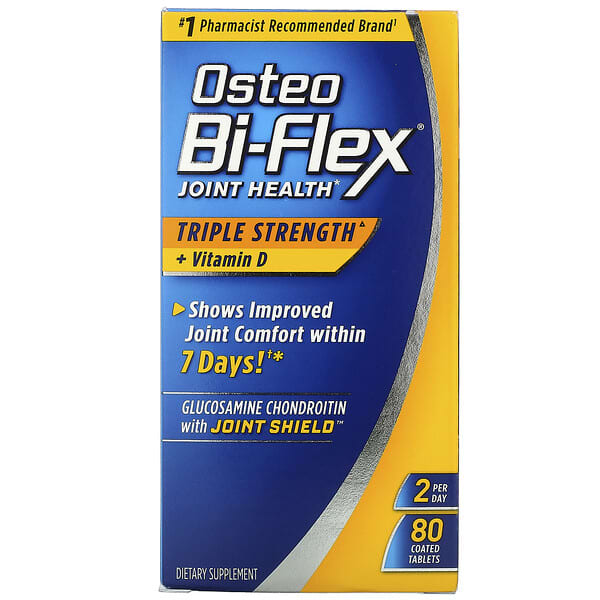 #1 Pharmacist Recommended Brand¹
Osteo
Bi-Flex®
JOINT HEALTH*
TRIPLE STRENGTH∆
+ Vitamin D
Shows Improved
Joint Comfort within
7 Days!†*
GLUCOSAMINE CHONDROITIN
with JOINT SHIELD™
2 PER
DAY
80
COATED
TABLETS
DIETARY SUPPLEMENT